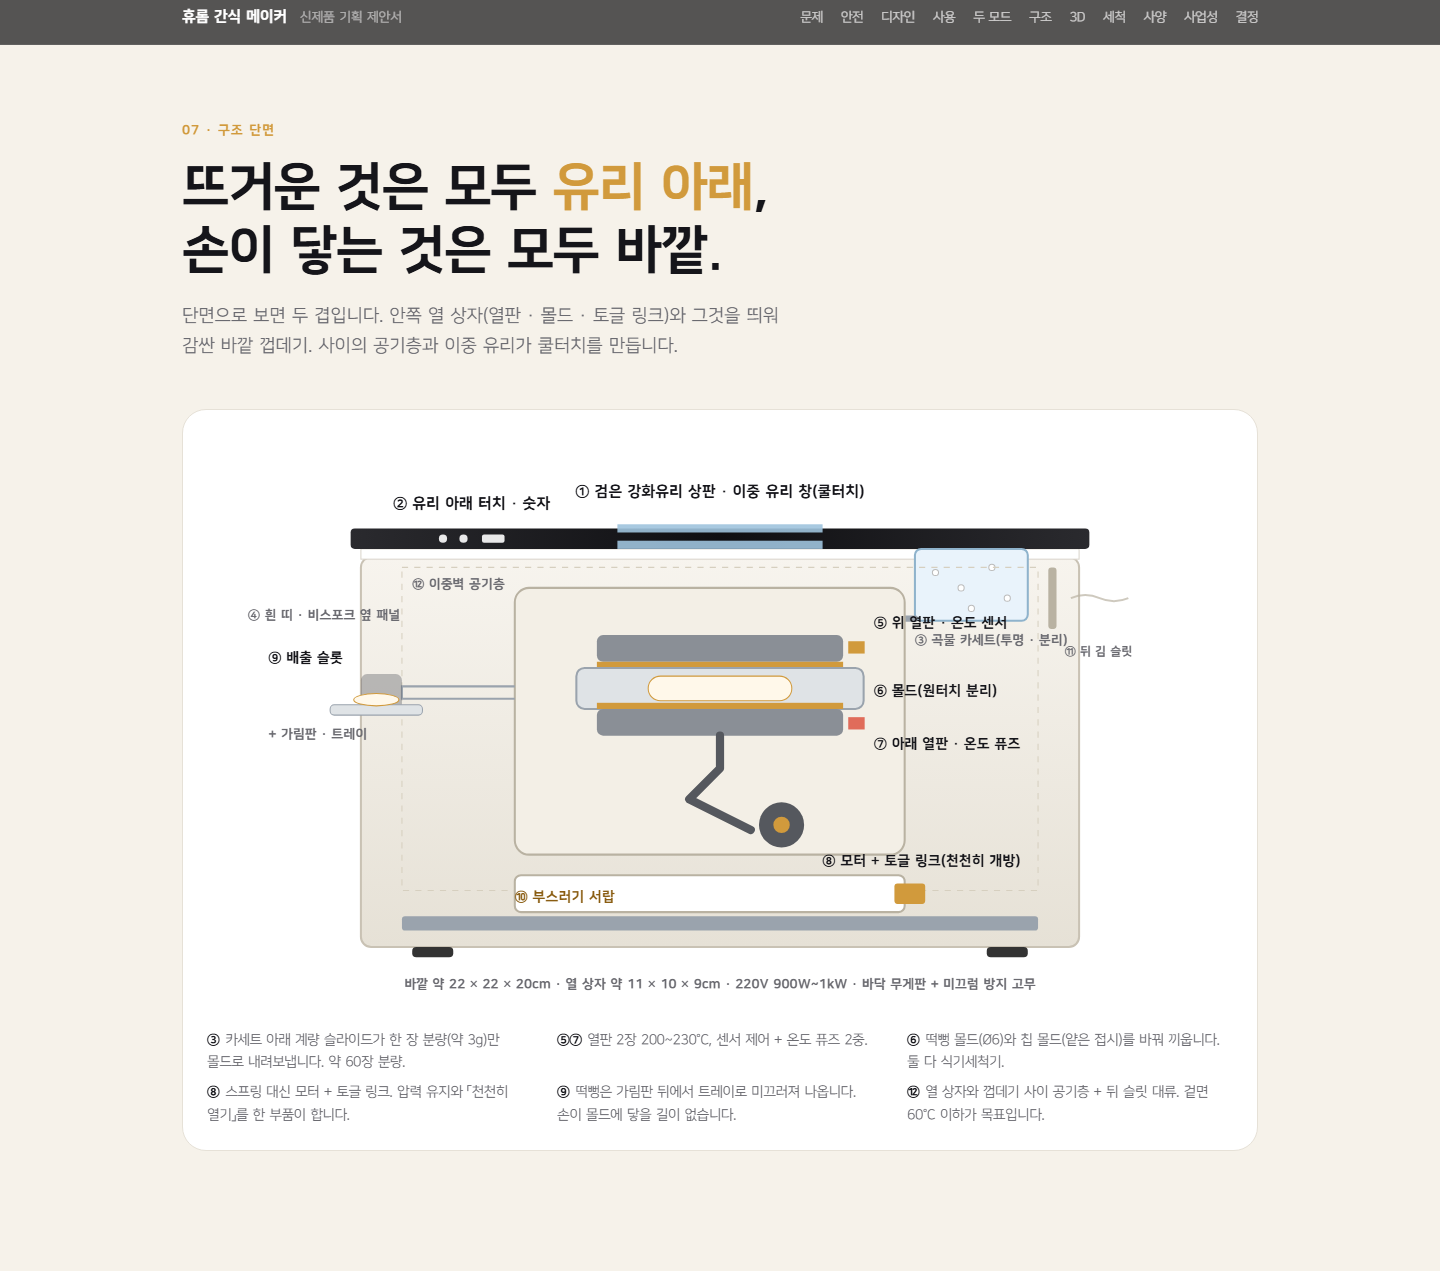 휴롬 간식 메이커 신제품 기획 제안서
문제 안전 디자인 사용 두 모드 구조 3D 세척 사양 사업성 결정
07 · 구조 단면
뜨거운 것은 모두 유리 아래,
손이 닿는 것은 모두 바깥.
단면으로 보면 두 겹입니다. 안쪽 열 상자(열판 · 몰드 · 토글 링크)와 그것을 띄워
감싼 바깥 껍데기. 사이의 공기층과 이중 유리가 쿨터치를 만듭니다.
① 검은 강화유리 상판 · 이중 유리 창(쿨터치)
② 유리 아래 터치 · 숫자
⑫ 이중벽 공기층
④ 흰 띠 · 비스포크 옆 패널
⑤ 위 열판 · 온도 센서
③ 곡물 카세트(투명 · 분리)
⑪ 뒤 김 슬릿
⑨ 배출 슬롯
⑥ 몰드(원터치 분리)
+ 가림판 · 트레이
⑦ 아래 열판 · 온도 퓨즈
⑧ 모터 + 토글 링크(천천히 개방)
⑩ 부스러기 서랍
바깥 약 22 × 22 × 20cm · 열 상자 약 11 × 10 × 9cm · 220V 900W~1kW · 바닥 무게판 + 미끄럼 방지 고무
③ 카세트 아래 계량 슬라이드가 한 장 분량(약 3g)만
몰드로 내려보냅니다. 약 60장 분량.
⑤⑦ 열판 2장 200~230℃, 센서 제어 + 온도 퓨즈 2중.
⑥ 떡뻥 몰드(Ø6)와 칩 몰드(얕은 접시)를 바꿔 끼웁니다.
둘 다 식기세척기.
⑧ 스프링 대신 모터 + 토글 링크. 압력 유지와 「천천히
열기」를 한 부품이 합니다.
⑨ 떡뻥은 가림판 뒤에서 트레이로 미끄러져 나옵니다.
손이 몰드에 닿을 길이 없습니다.
⑫ 열 상자와 껍데기 사이 공기층 + 뒤 슬릿 대류. 겉면
60℃ 이하가 목표입니다.